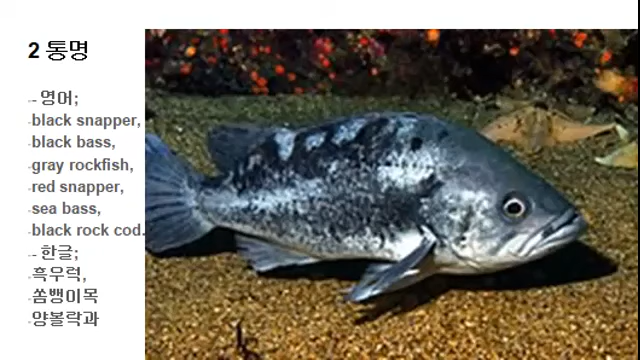 2 통명
-- 영어;
-black snapper,
-black bass,
-gray rockfish,
-red snapper,
-sea bass,
-black rock cod.
-- 한글;
-흑우럭,
-쏨뱅이목
-양볼락과